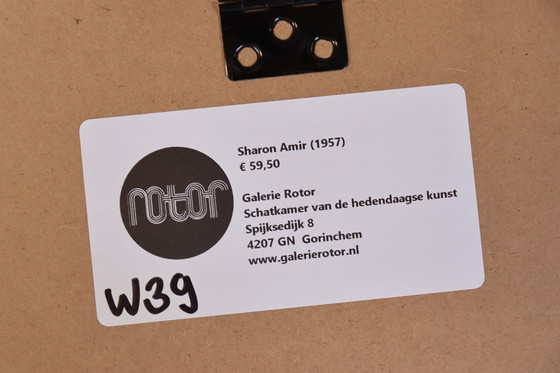 rotor
Sharon Amir (1957)
€ 59,50
Galerie Rotor
Schatkamer van de hedendaagse kunst
Spijksedijk 8
4207 GN  Gorinchem
www.galerierotor.nl
W39